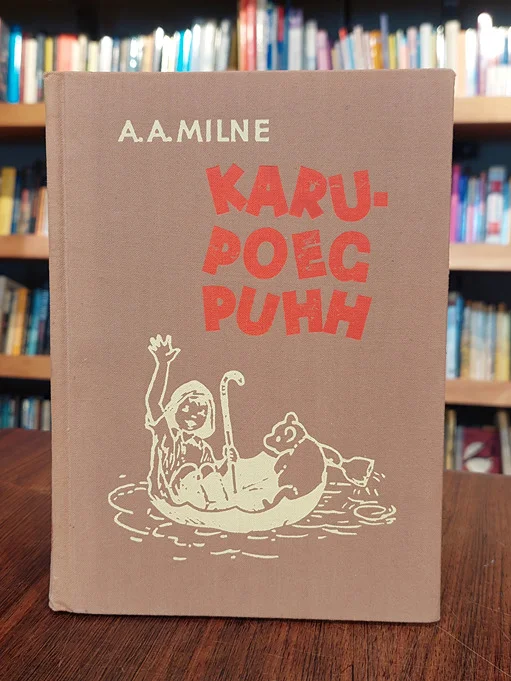 A. A. MILNE
KARU-
POEG
PUHH